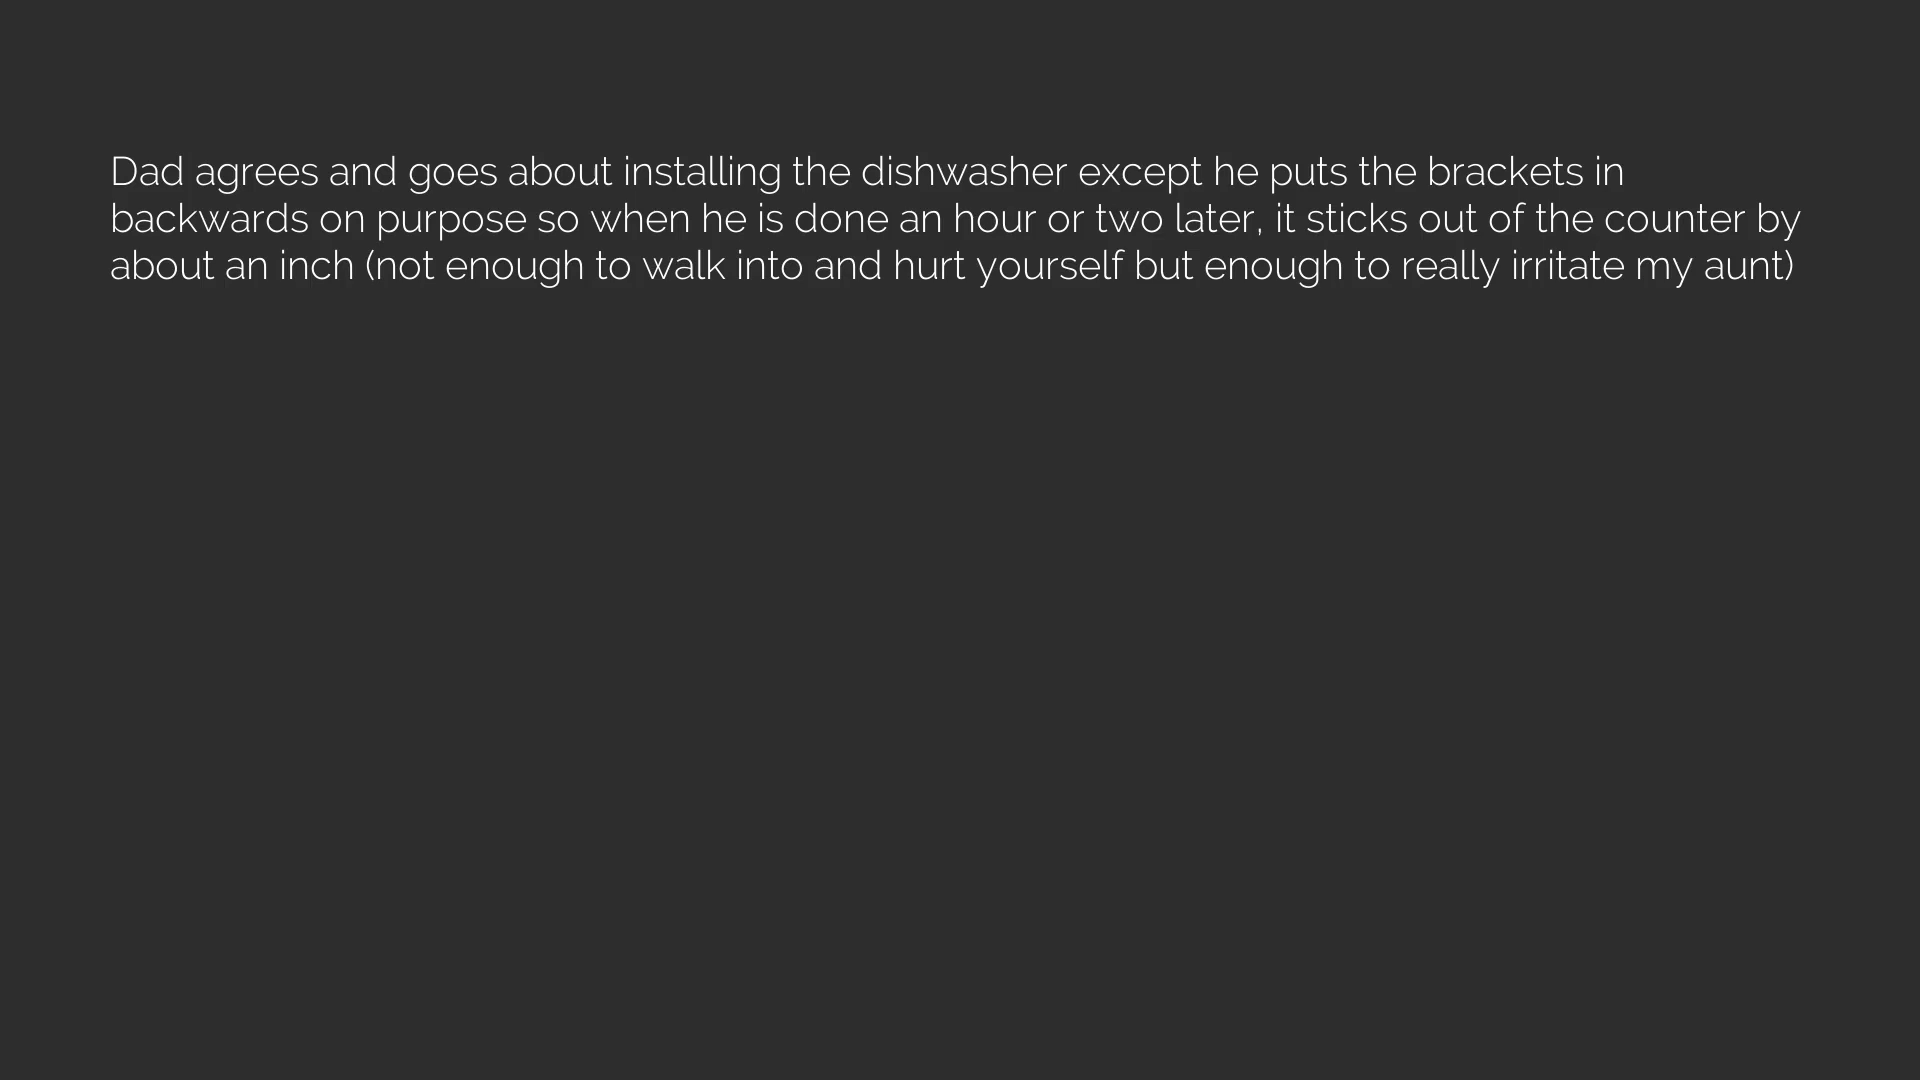 Dad agrees and goes about installing the dishwasher except he puts the brackets in
backwards on purpose so when he is done an hour or two later, it sticks out of the counter by
about an inch (not enough to walk into and hurt yourself but enough to really irritate my aunt)